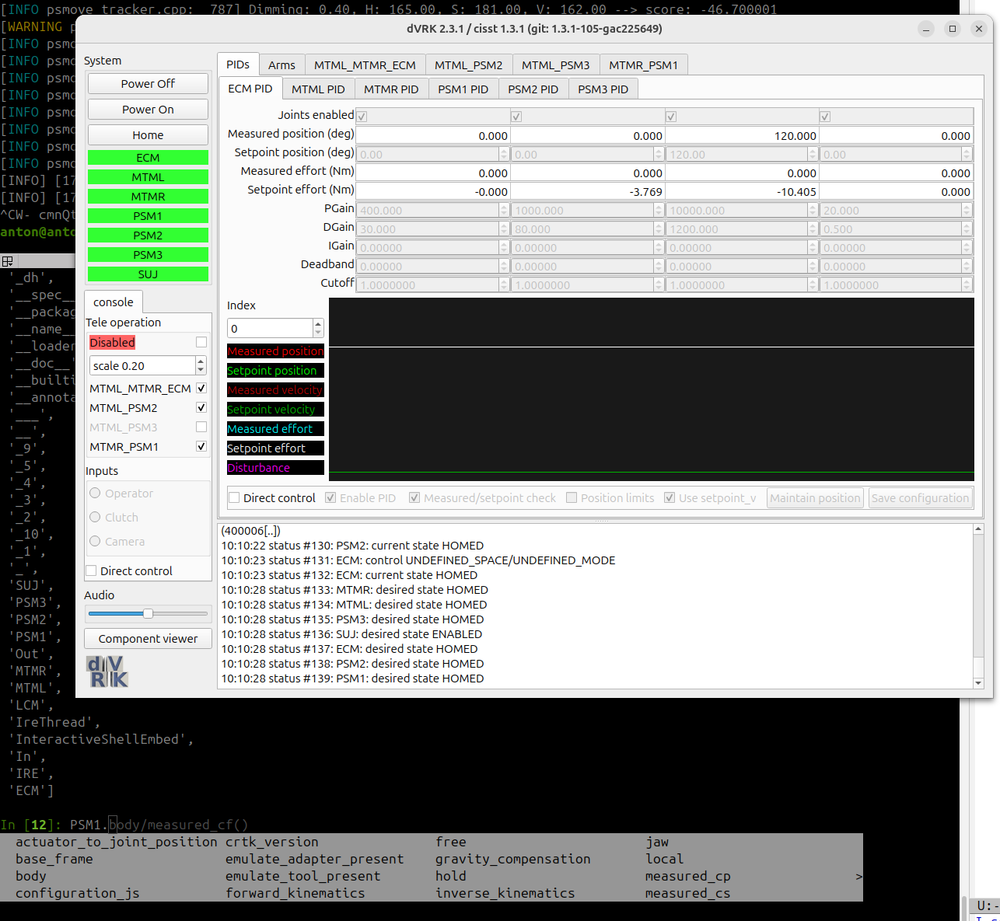 [INFO psmove_tracker.cpp: 787] Dimming: 0.40, H: 165.00, S: 181.00, V: 162.00 --> score: -46.700001
[WARNING p
dVRK 2.3.1 / cisst 1.3.1 (git: 1.3.1-105-gac225649)
[INFO psmo
[INFO psmo
[INFO psmo
[INFO psmo
[INFO psmo
[INFO psmo
[INFO psmo
[INFO psmo
[INFO] [17
[INFO] [17
^CW- cmnQt
anton@anto
System
Power Off
Power On
Home
ECM
MTML
MTMR
PSM1
PSM2
PSM3
SUJ
console
Tele operation
Disabled
scale 0.20
MTML_MTMR_ECM
MTML_PSM2
MTML_PSM3
MTMR_PSM1
Inputs
Operator
Clutch
Camera
Direct control
Audio
Component viewer
dV
RK
PIDs Arms MTML_MTMR_ECM MTML_PSM2 MTML_PSM3 MTMR_PSM1
ECM PID MTML PID MTMR PID PSM1 PID PSM2 PID PSM3 PID
Joints enabled
Measured position (deg) 0.000 0.000 120.000 0.000
Setpoint position (deg) 0.00 0.00 120.00 0.00
Measured effort (Nm) 0.000 0.000 0.000 0.000
Setpoint effort (Nm) -0.000 -3.769 -10.405 0.000
PGain 400.000 1000.000 10000.000 20.000
DGain 30.000 80.000 1200.000 0.500
IGain 0.00000 0.00000 0.00000 0.00000
Deadband 0.00000 0.00000 0.00000 0.00000
Cutoff 1.0000000 1.0000000 1.0000000 1.0000000
Index
0
Measured position
Setpoint position
Measured velocity
Setpoint velocity
Measured effort
Setpoint effort
Disturbance
Direct control Enable PID Measured/setpoint check Position limits Use setpoint_v Maintain position Save configuration
(400006[..])
10:10:22 status #130: PSM2: current state HOMED
10:10:23 status #131: ECM: control UNDEFINED_SPACE/UNDEFINED_MODE
10:10:23 status #132: ECM: current state HOMED
10:10:28 status #133: MTMR: desired state HOMED
10:10:28 status #134: MTML: desired state HOMED
10:10:28 status #135: PSM3: desired state HOMED
10:10:28 status #136: SUJ: desired state ENABLED
10:10:28 status #137: ECM: desired state HOMED
10:10:28 status #138: PSM2: desired state HOMED
10:10:28 status #139: PSM1: desired state HOMED
'_dh',
'__spec__
'__packag
'__name__
'__loader
'__doc__'
'__builti
'__annota
'___',
'__',
'_9',
'_5',
'_4',
'_3',
'_2',
'_10',
'_1',
'_',
'SUJ',
'PSM3',
'PSM2',
'PSM1',
'Out',
'MTMR',
'MTML',
'LCM',
'IreThread',
'InteractiveShellEmbed',
'In',
'IRE',
'ECM']
In [12]: PSM1.body/measured_cf()
actuator_to_joint_position crtk_version free jaw
base_frame emulate_adapter_present gravity_compensation local
body emulate_tool_present hold measured_cp >
configuration_js forward_kinematics inverse_kinematics measured_cs
U:-